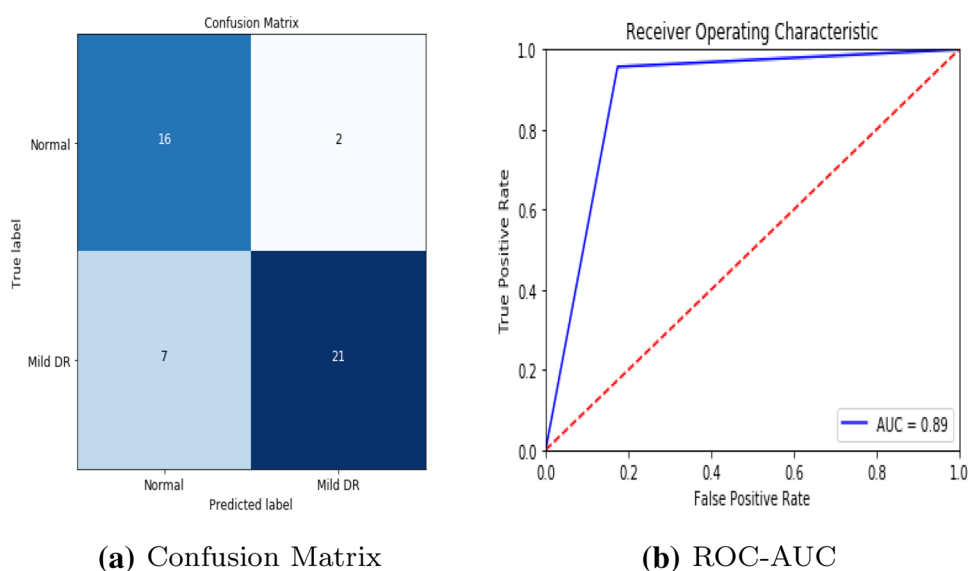 Confusion Matrix
True label
Normal
16
2
Mild DR
7
21
Normal
Mild DR
Predicted label
(a) Confusion Matrix
Receiver Operating Characteristic
True Positive Rate
1.0
0.8
0.6
0.4
0.2
0.0
AUC = 0.89
0.0 0.2 0.4 0.6 0.8 1.0
False Positive Rate
(b) ROC-AUC